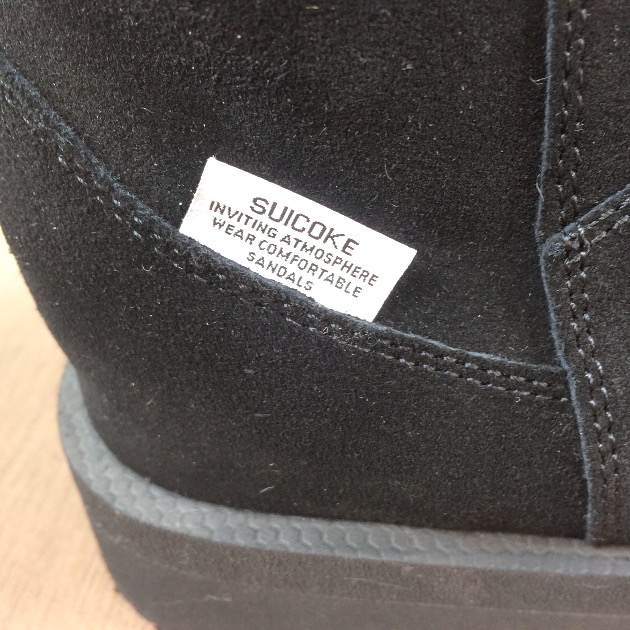 SUICOKE
INVITING ATMOSPHERE
WEAR COMFORTABLE
SANDALS